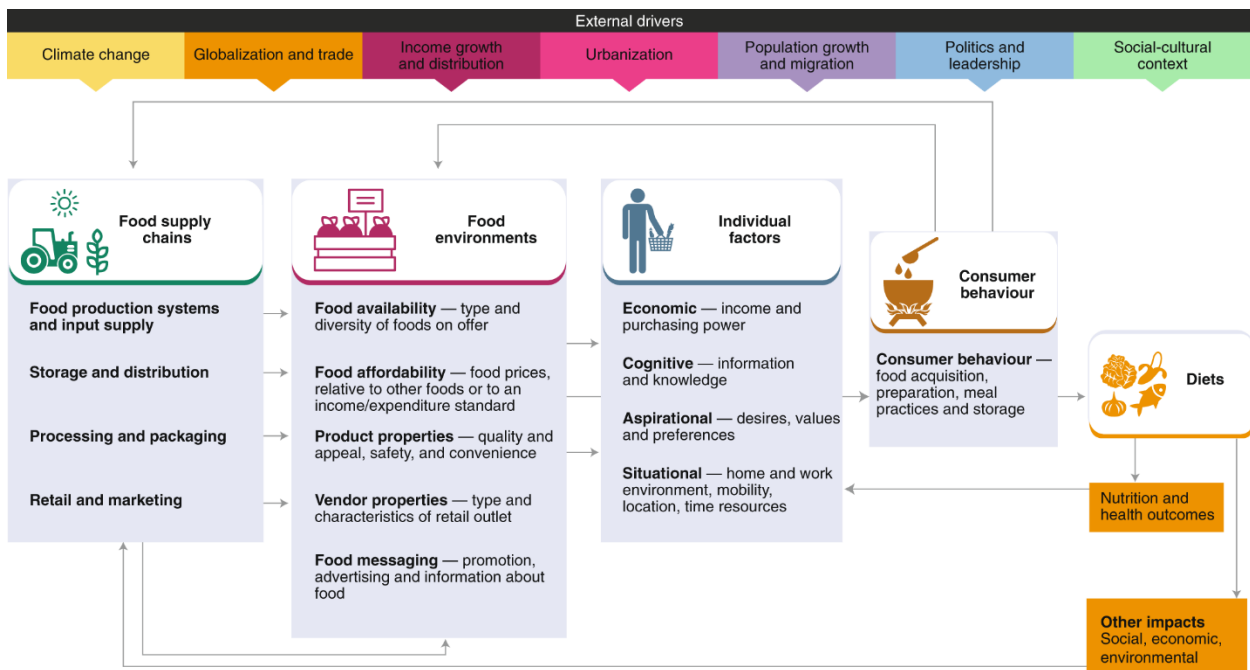 External drivers
Climate change
Globalization and trade
Income growth
and distribution
Urbanization
Population growth
and migration
Politics and
leadership
Social-cultural
context
Food supply
chains
Food production systems
and input supply
Storage and distribution
Processing and packaging
Retail and marketing
Food
environments
Food availability — type and
diversity of foods on offer
Food affordability — food prices,
relative to other foods or to an
income/expenditure standard
Product properties — quality and
appeal, safety, and convenience
Vendor properties — type and
characteristics of retail outlet
Food messaging — promotion,
advertising and information about
food
Individual
factors
Economic — income and
purchasing power
Cognitive — information
and knowledge
Aspirational — desires, values
and preferences
Situational — home and work
environment, mobility,
location, time resources
Consumer
behaviour
Consumer behaviour —
food acquisition,
preparation, meal
practices and storage
Diets
Nutrition and
health outcomes
Other impacts
Social, economic,
environmental